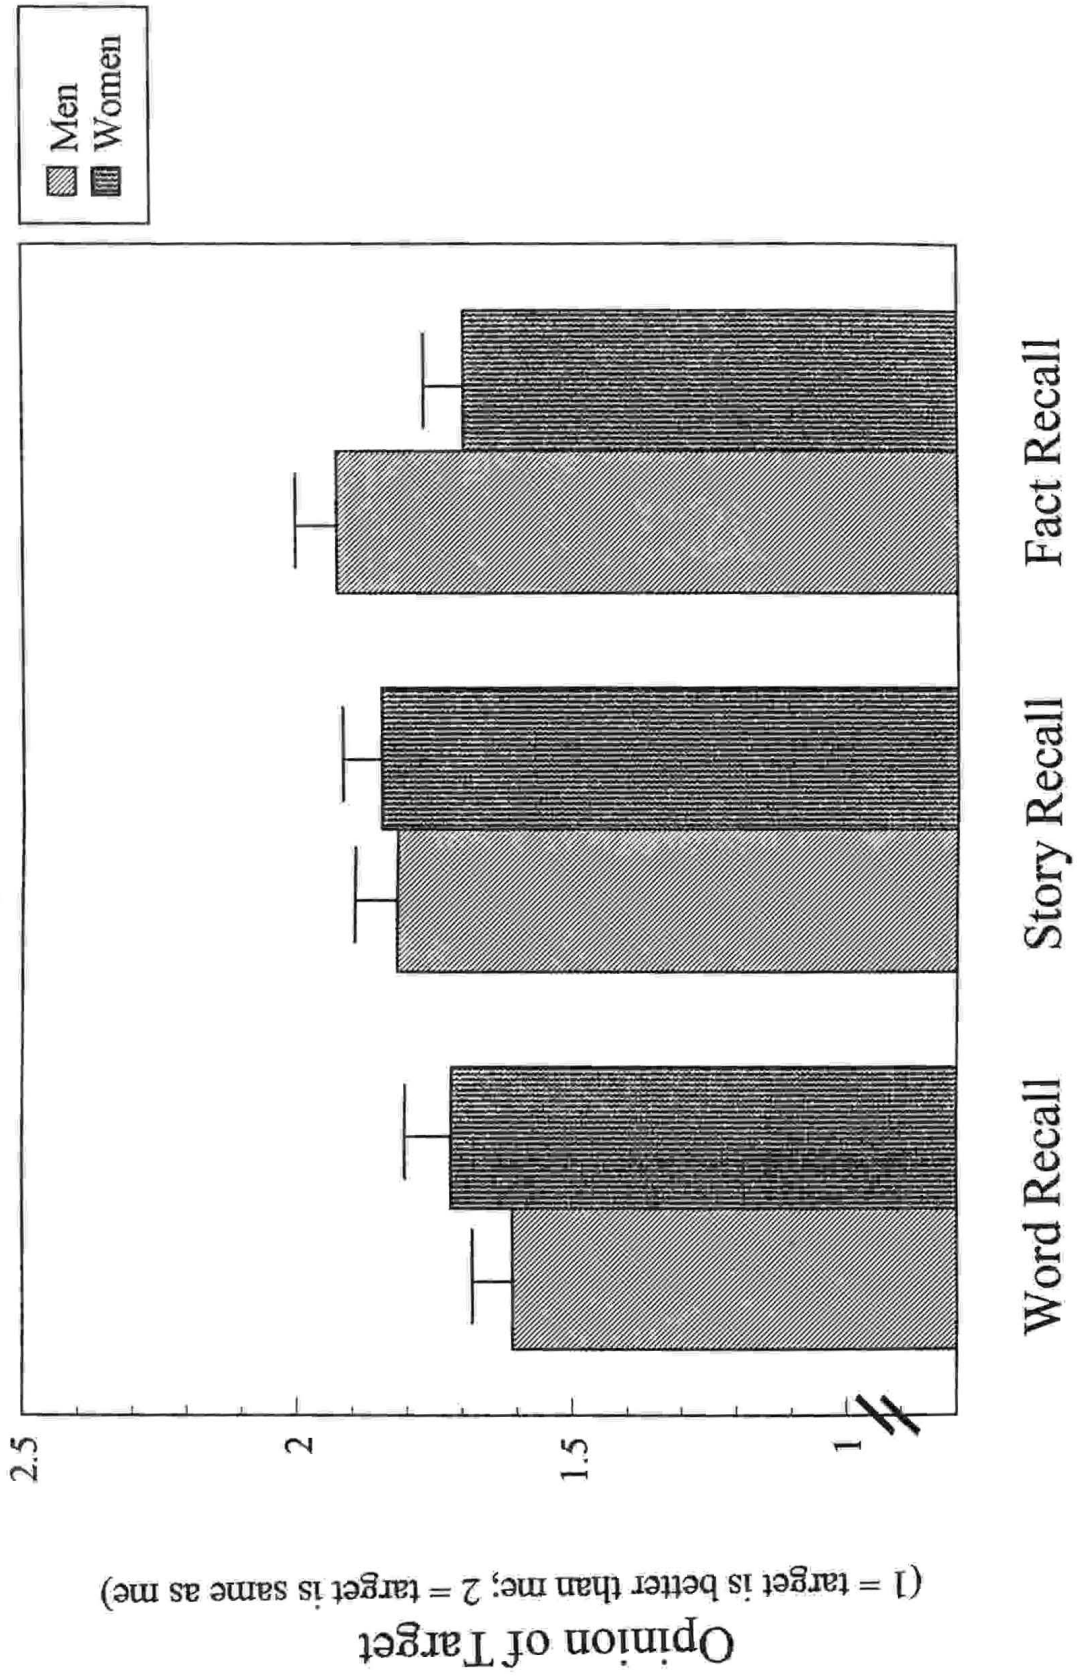 Men
Women
2.5
2
1.5
1
Opinion of Target
(1 = target is better than me; 2 = target is same as me)
Word Recall
Story Recall
Fact Recall